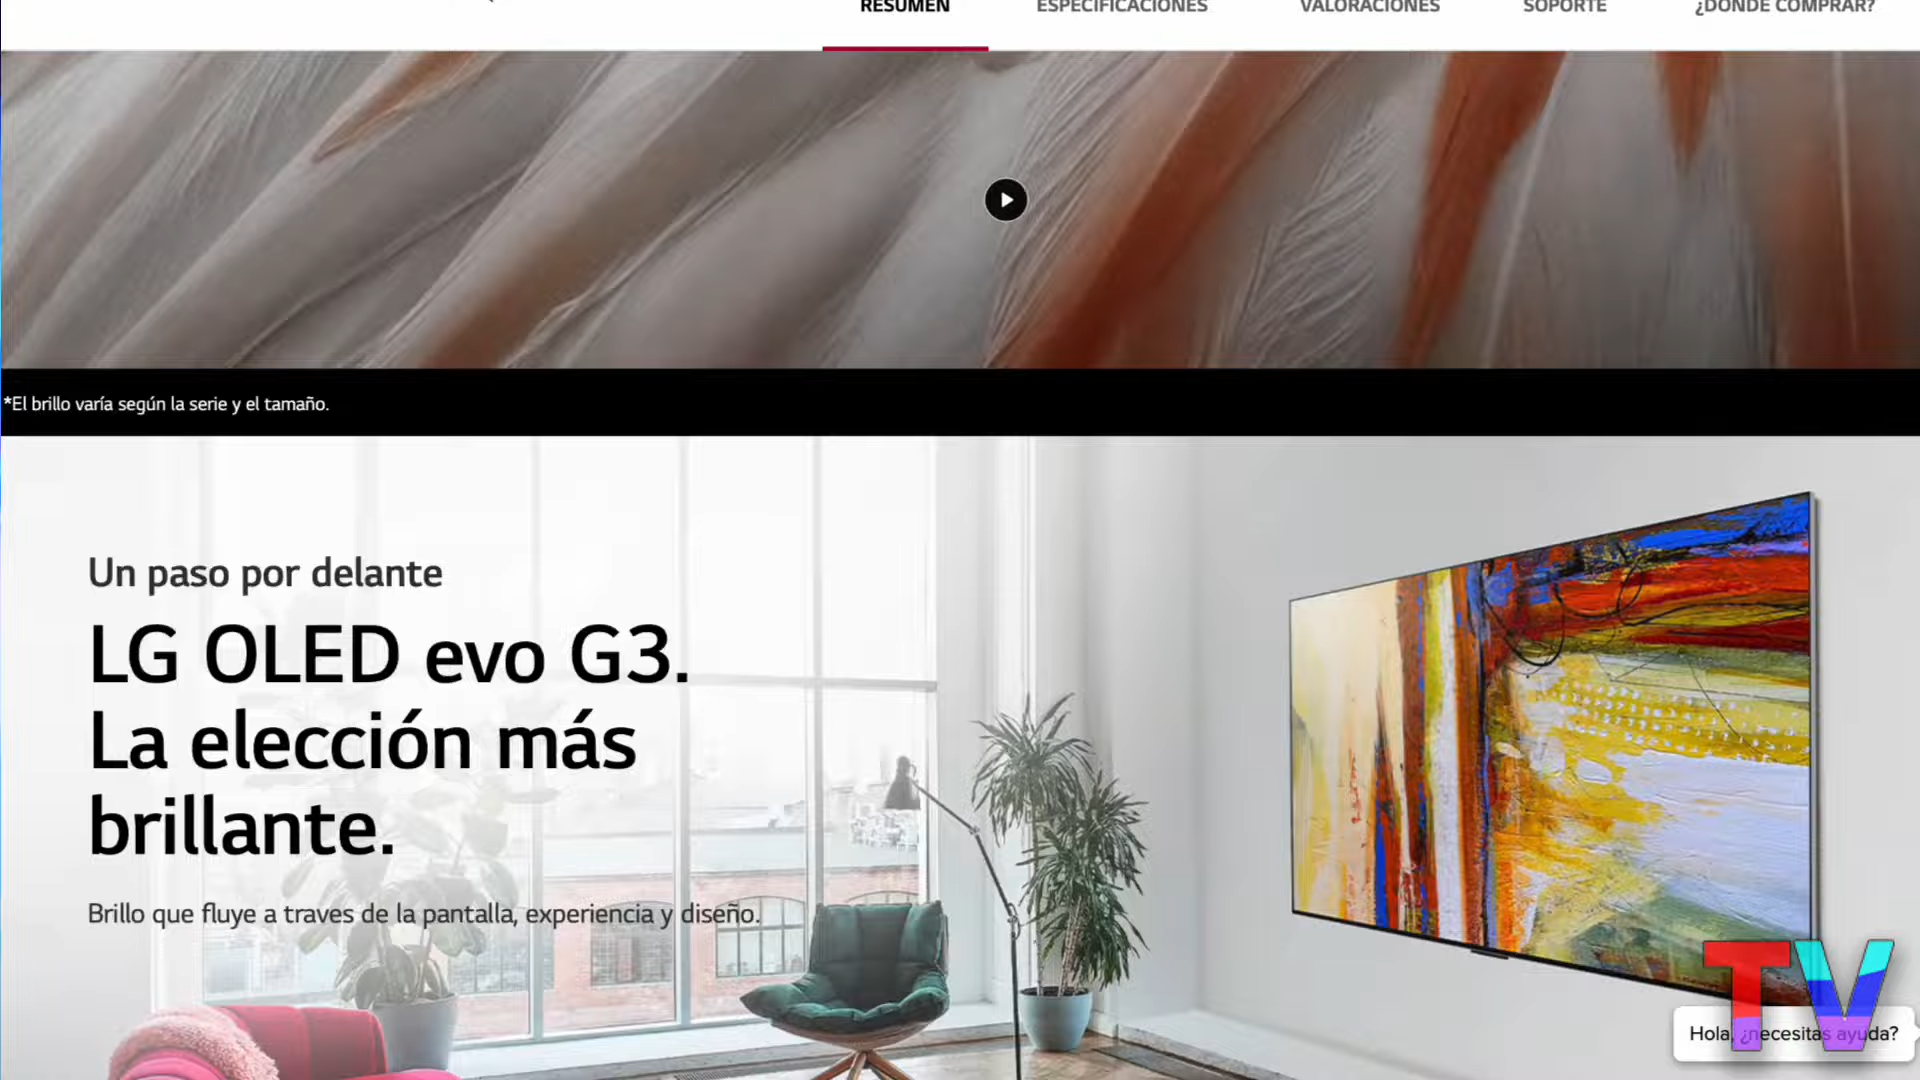 RESUMEN
ESPECIFICACIONES
VALORACIONES
SOPORTE
¿DÓNDE COMPRAR?
*El brillo varía según la serie y el tamaño.
Un paso por delante
LG OLED evo G3.
La elección más
brillante.
Brillo que fluye a traves de la pantalla, experiencia y diseño.
TV
Hola, ¿necesitas ayuda?